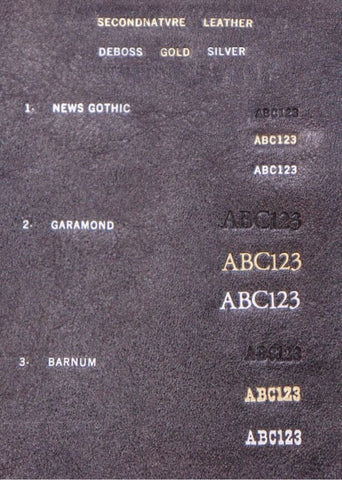 SECONDNATVRE LEATHER
DEBOSS GOLD SILVER
1- NEWS GOTHIC
ABC123
ABC123
ABC123
2- GARAMOND
ABC123
ABC123
ABC123
3- BARNUM
ABC123
ABC123
ABC123